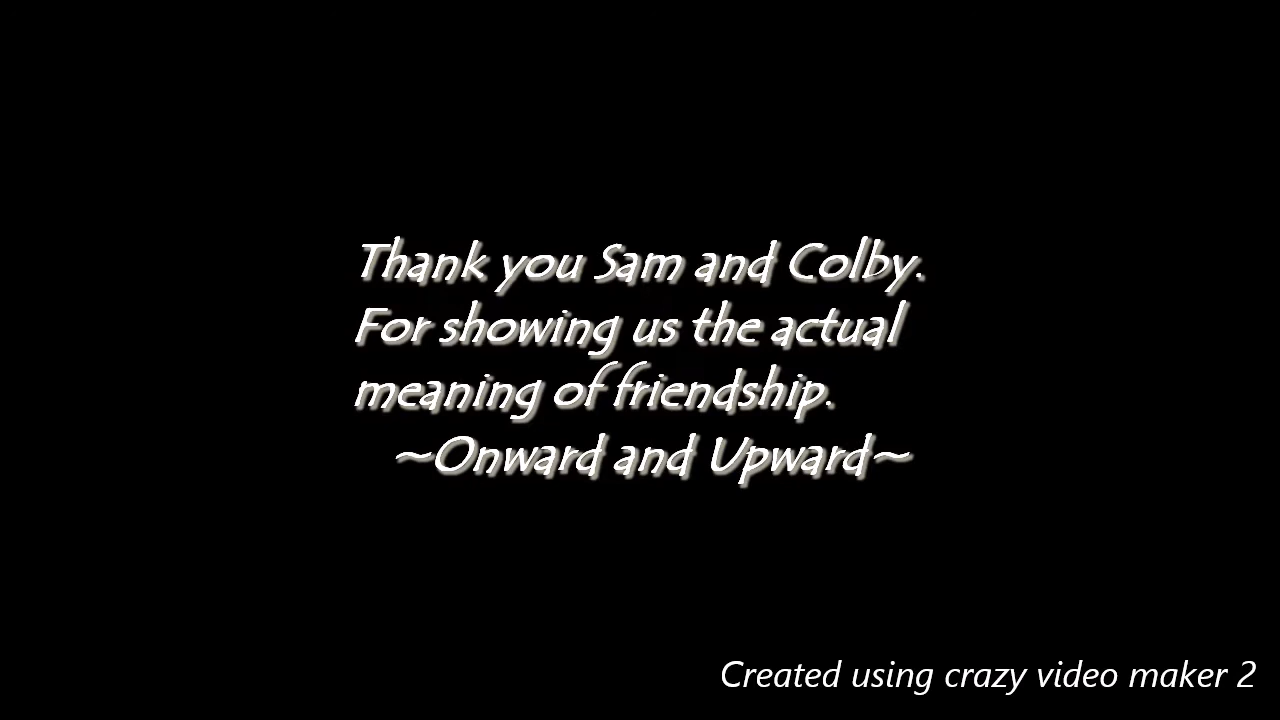 Thank you Sam and Colby.
For showing us the actual
meaning of friendship.
~Onward and Upward~
Created using crazy video maker 2